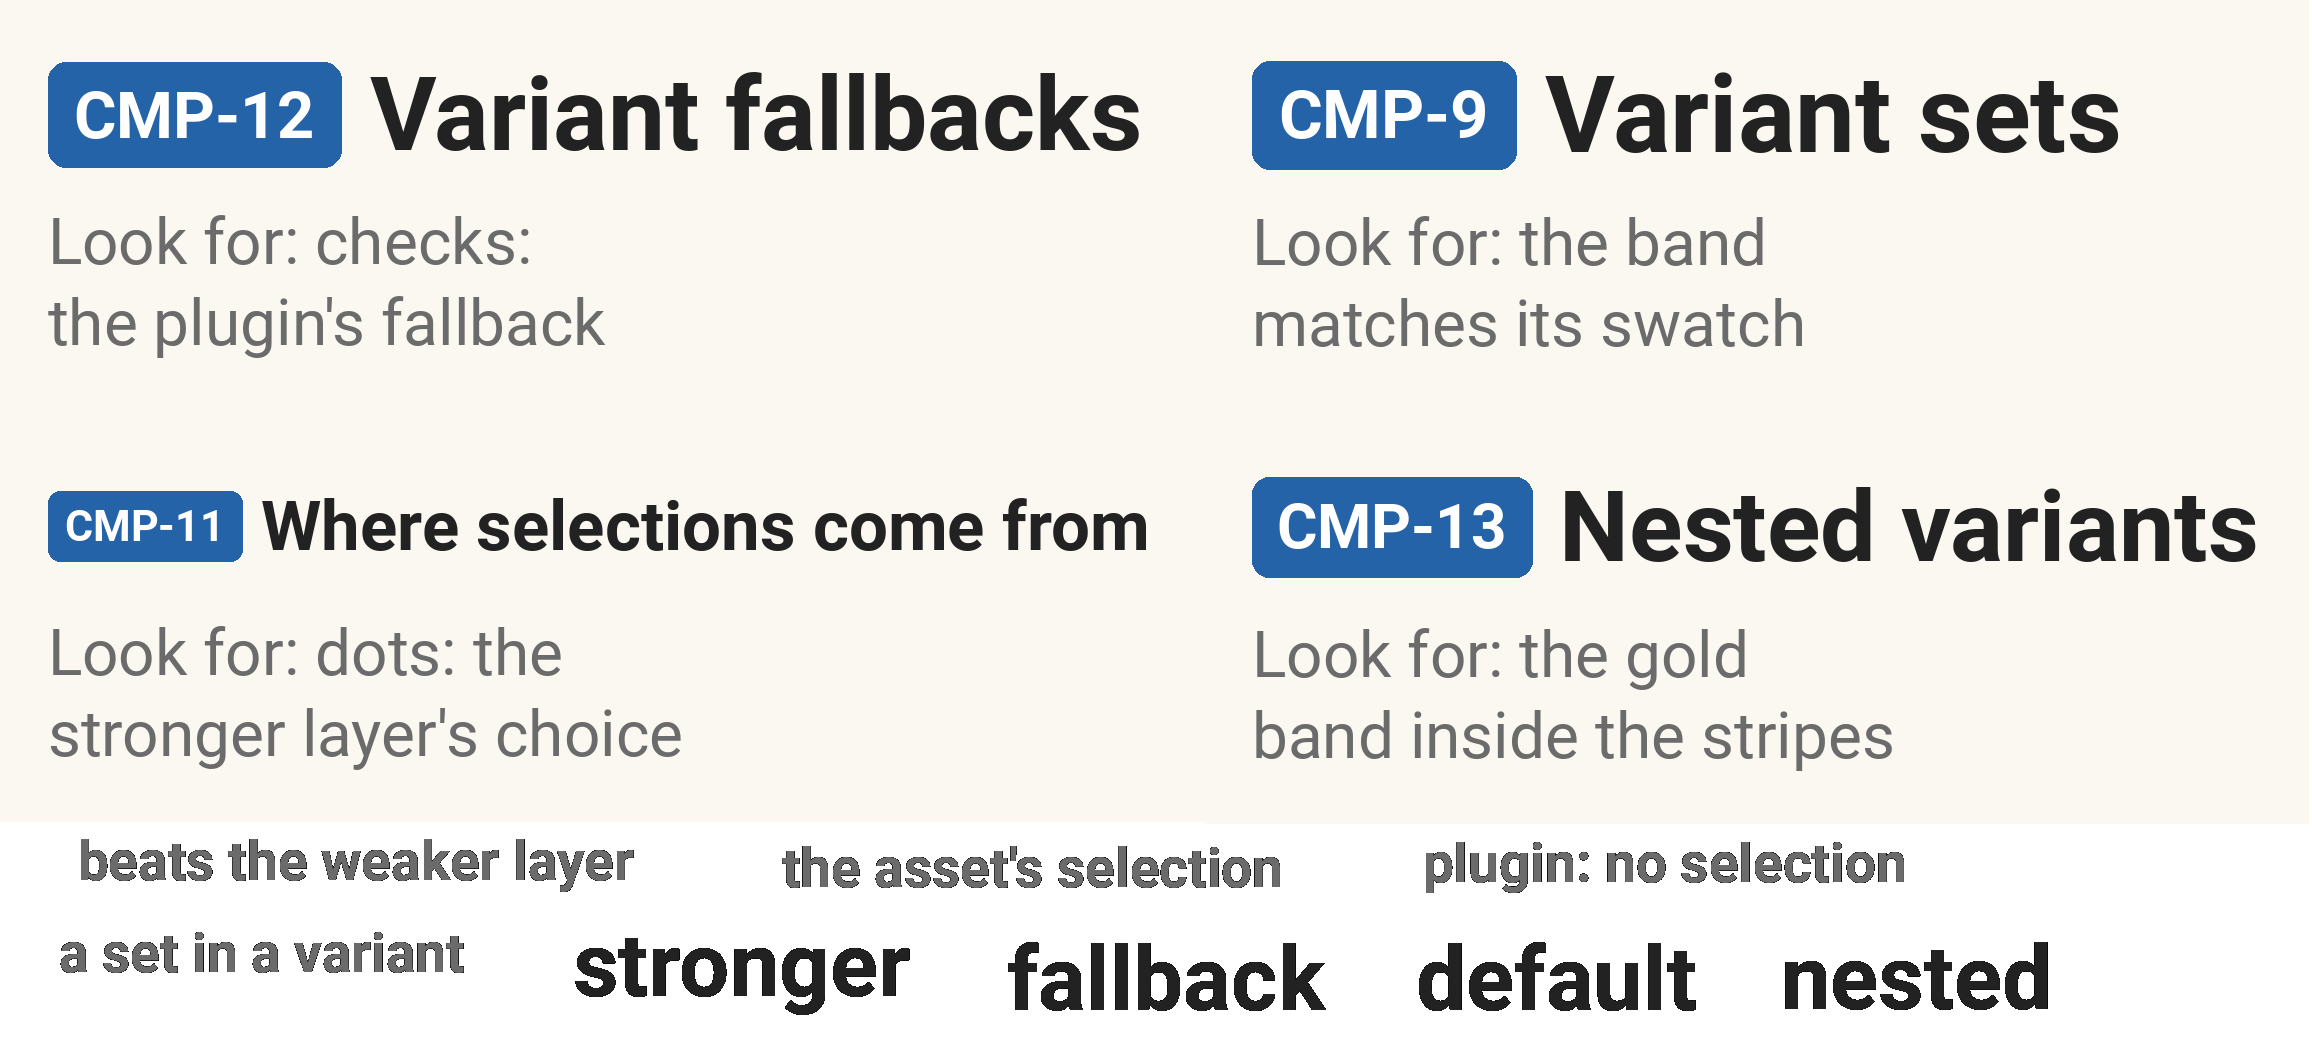 CMP-12 Variant fallbacks
Look for: checks:
the plugin's fallback
CMP-9 Variant sets
Look for: the band
matches its swatch
CMP-11 Where selections come from
Look for: dots: the
stronger layer's choice
CMP-13 Nested variants
Look for: the gold
band inside the stripes
beats the weaker layer
the asset's selection
plugin: no selection
a set in a variant
stronger
fallback
default
nested